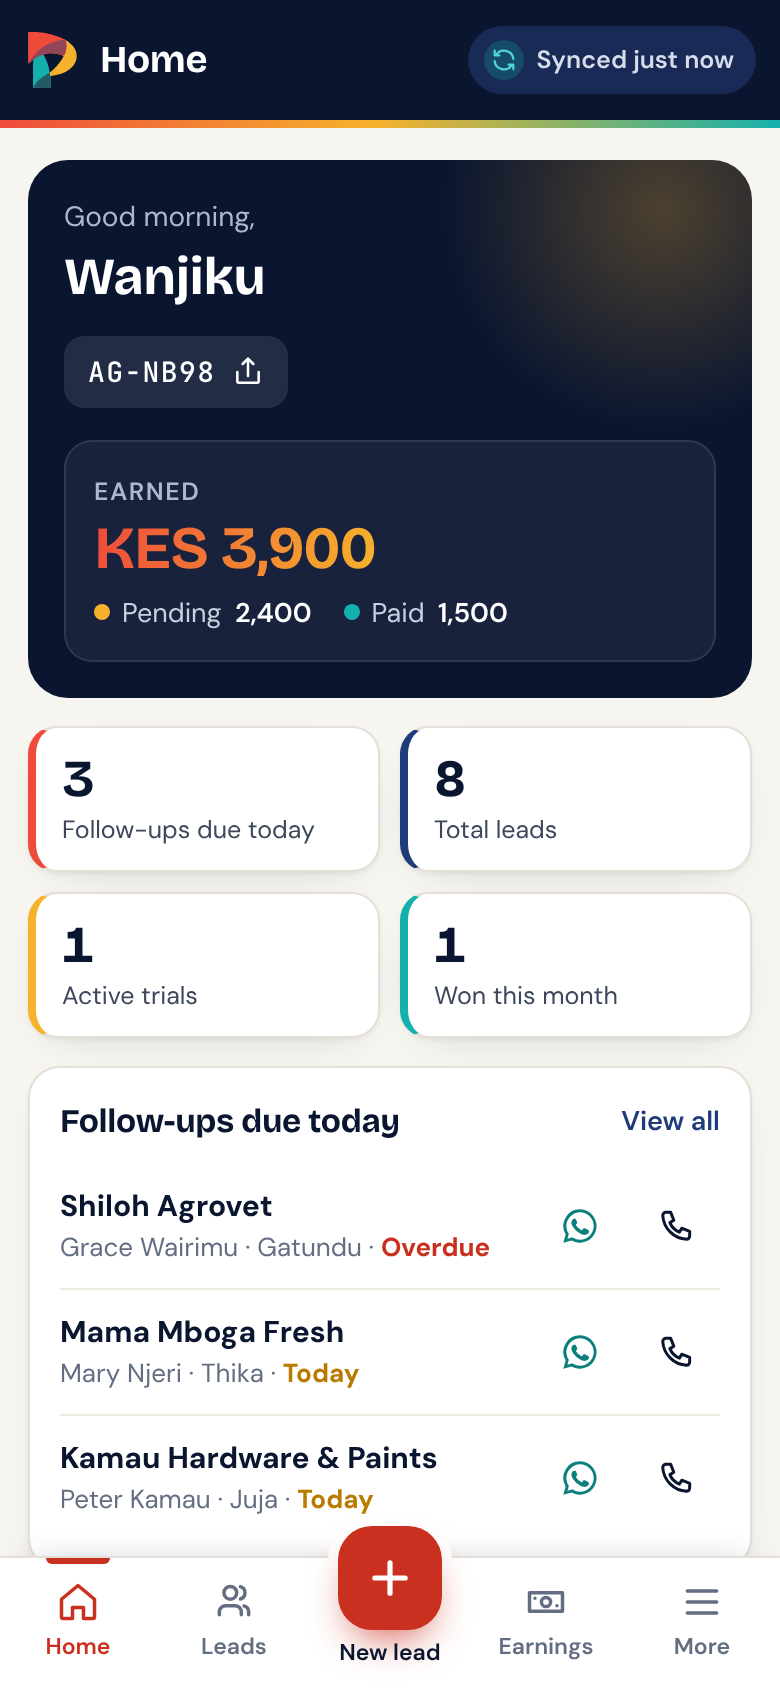 Home
Synced just now
Good morning,
Wanjiku
AG-NB98
EARNED
KES 3,900
Pending 2,400 Paid 1,500
3
Follow-ups due today
8
Total leads
1
Active trials
1
Won this month
Follow-ups due today
View all
Shiloh Agrovet
Grace Wairimu · Gatundu · Overdue
Mama Mboga Fresh
Mary Njeri · Thika · Today
Kamau Hardware & Paints
Peter Kamau · Juja · Today
Home
Leads
New lead
Earnings
More